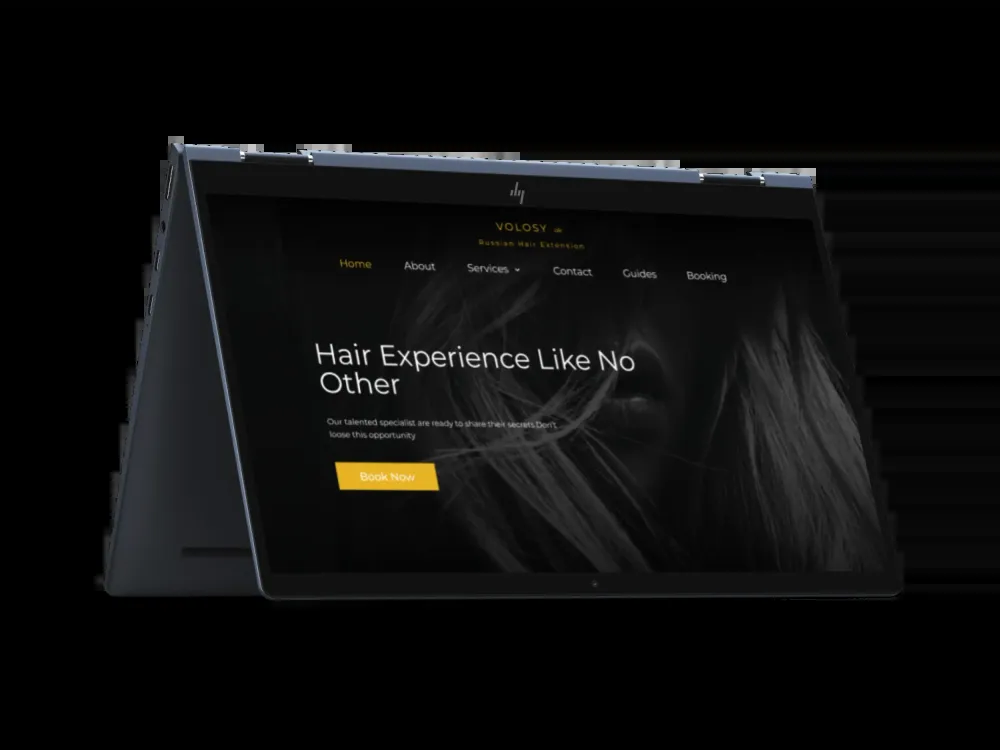 hp
VOLOSY
Russian Hair Extension
Home About Services Contact Guides Booking
Hair Experience Like No
Other
Our talented specialist are ready to share their secrets.Don't
loose this opportunity
Book Now